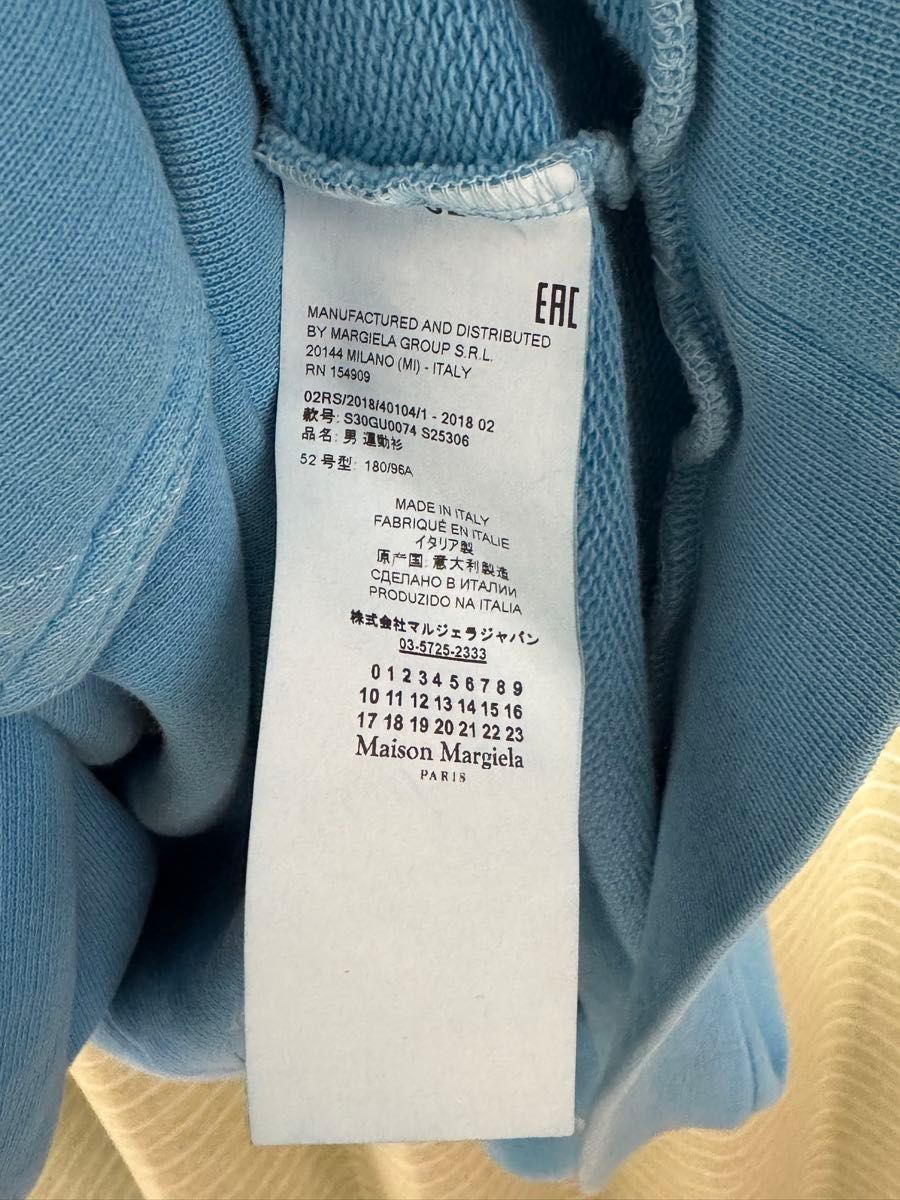 EAC
MANUFACTURED AND DISTRIBUTED
BY MARGIELA GROUP S.R.L.
20144 MILANO (MI) - ITALY
RN 154909
02RS/2018/40104/1 - 2018 02
款号: S30GU0074 S25306
品名: 男 運動衫
52 号型: 180/96A
MADE IN ITALY
FABRIQUÉ EN ITALIE
イタリア製
原产国: 意大利製造
СДЕЛАНО В ИТАЛИИ
PRODUZIDO NA ITALIA
株式会社マルジェラジャパン
03-5725-2333
0 1 2 3 4 5 6 7 8 9
10 11 12 13 14 15 16
17 18 19 20 21 22 23
Maison Margiela
PARIS